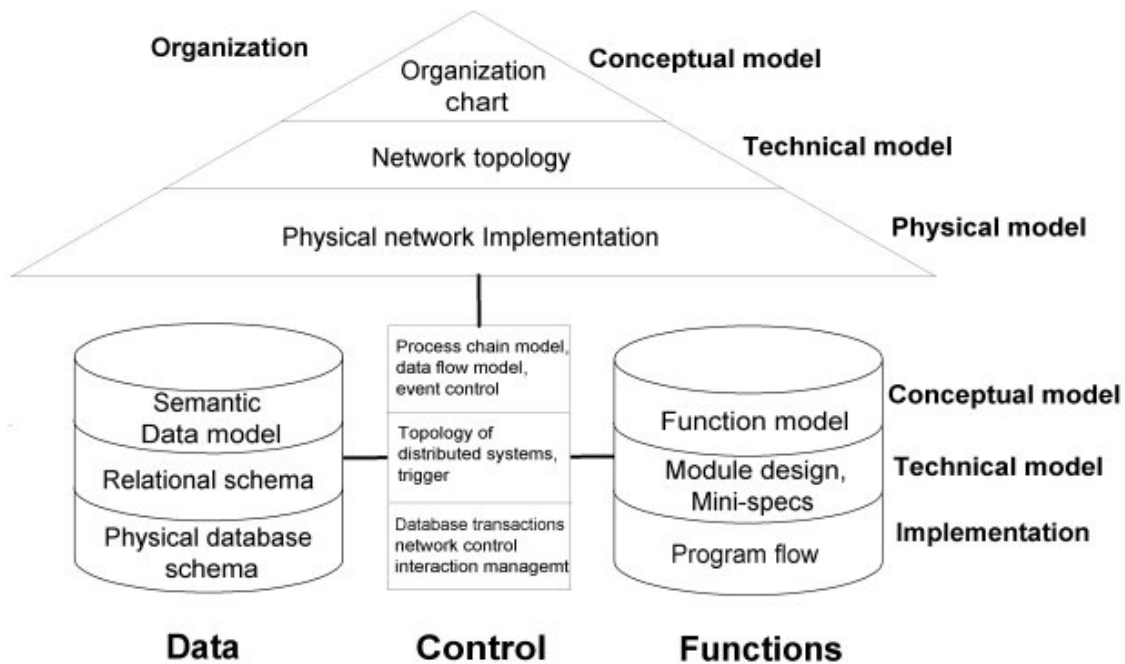 Organization
Conceptual model
Organization
chart
Technical model
Network topology
Physical model
Physical network Implementation
Process chain model,
data flow model,
event control
Semantic
Data model
Conceptual model
Function model
Topology of
distributed systems,
trigger
Relational schema
Technical model
Module design,
Mini-specs
Physical database
schema
Database transactions
network control
interaction managemt
Implementation
Program flow
Data
Control
Functions